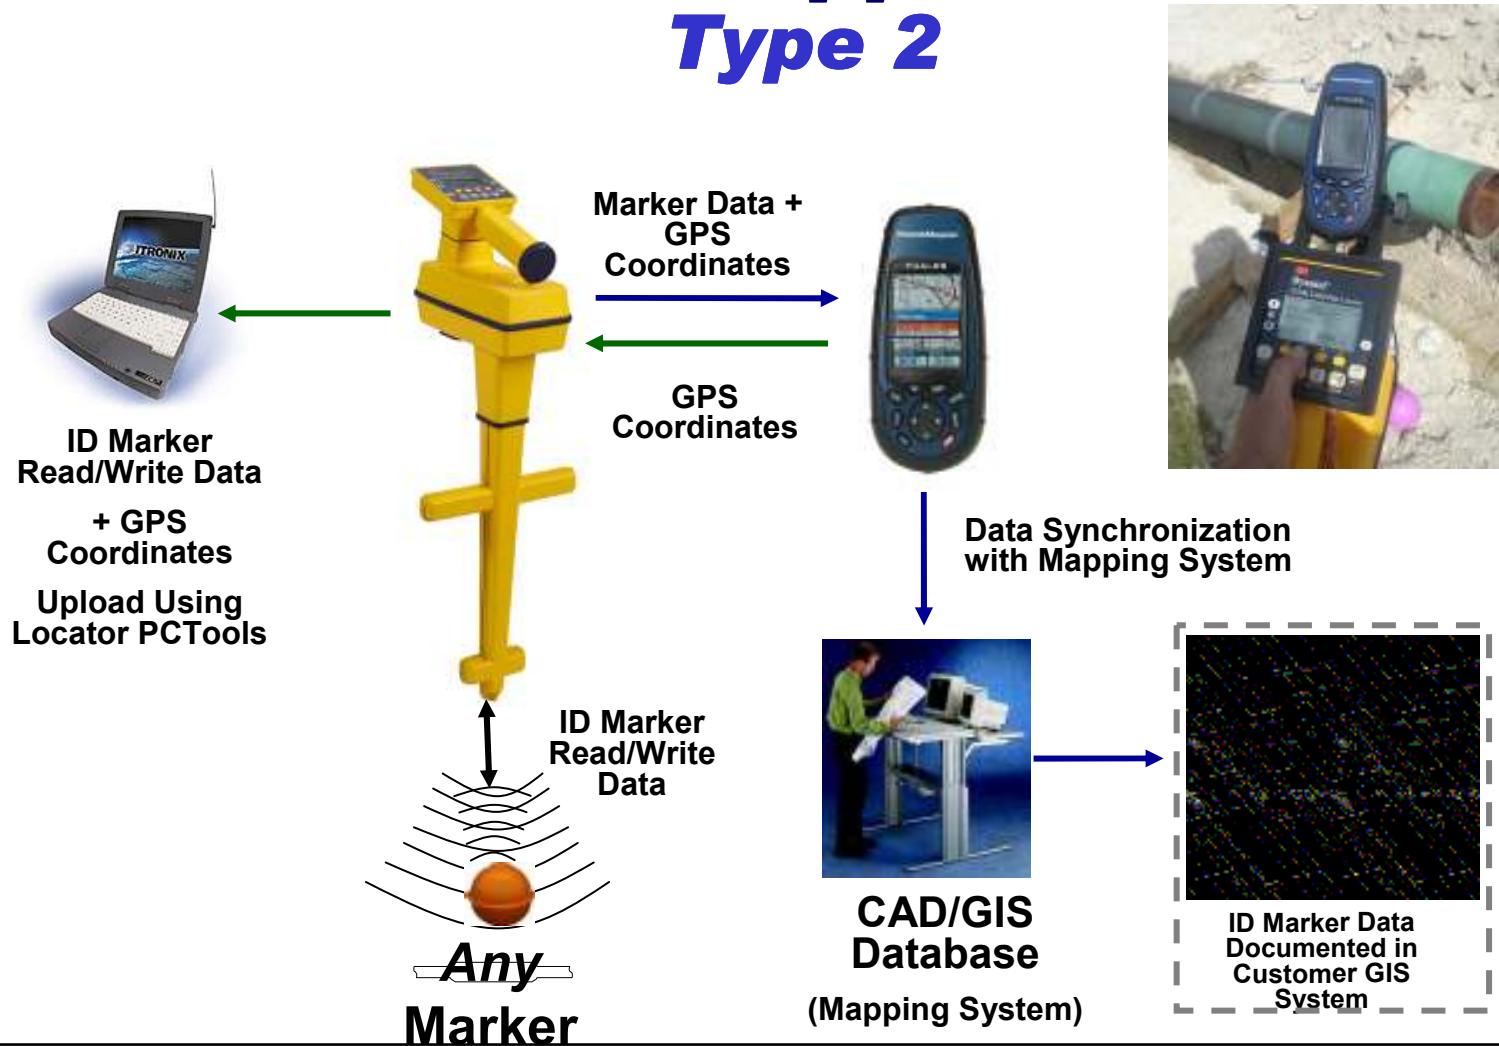 Type 2
Marker Data +
GPS
Coordinates
ITRONIX
GPS
Coordinates
ID Marker
Read/Write Data
+ GPS
Coordinates
Upload Using
Locator PCTools
Data Synchronization
with Mapping System
ID Marker
Read/Write
Data
Any
Marker
CAD/GIS
Database
(Mapping System)
ID Marker Data
Documented in
Customer GIS
System